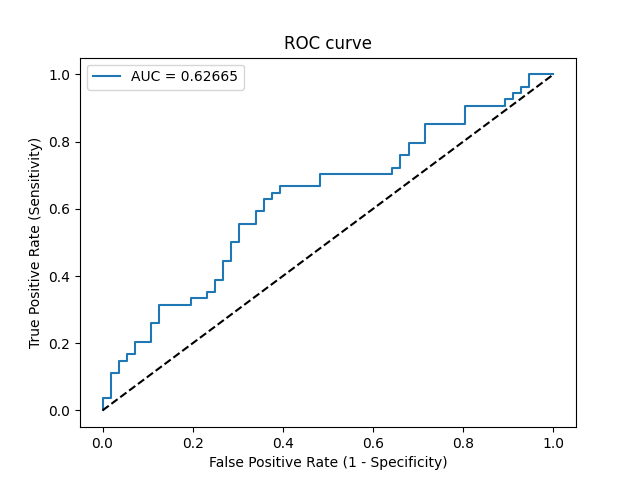 ROC curve
AUC = 0.62665
1.0
0.8
0.6
0.4
0.2
0.0
True Positive Rate (Sensitivity)
0.0 0.2 0.4 0.6 0.8 1.0
False Positive Rate (1 - Specificity)